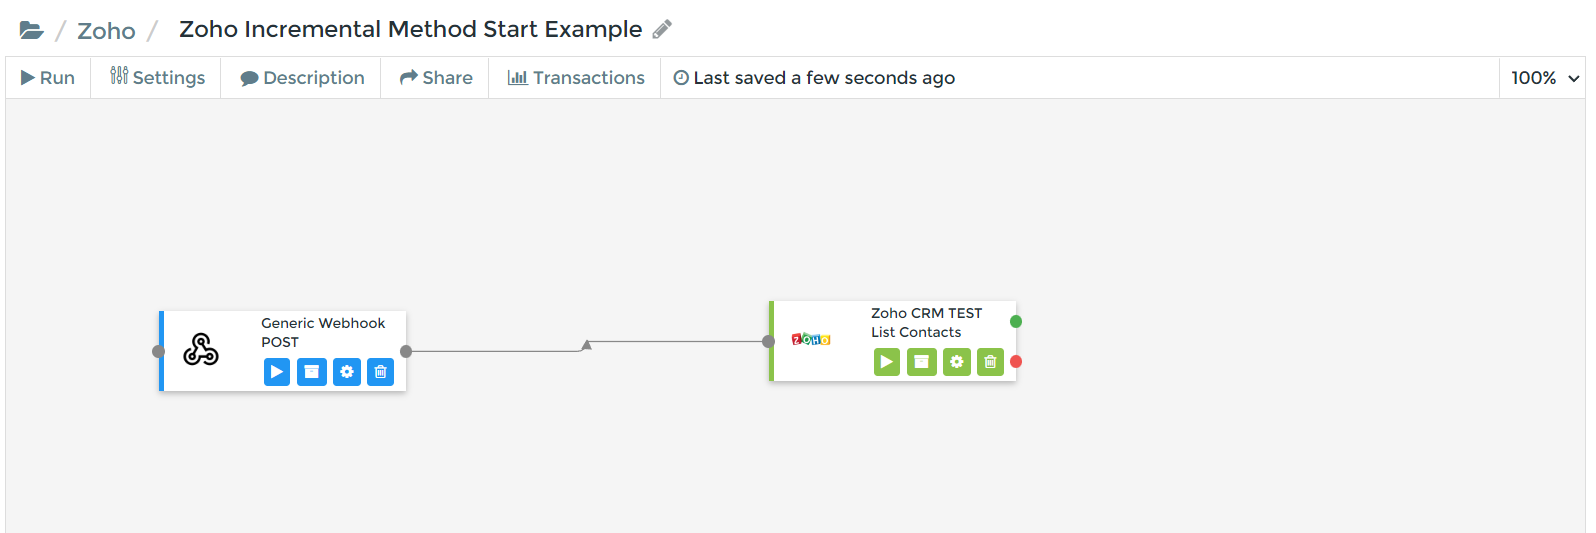 / Zoho / Zoho Incremental Method Start Example
Run Settings Description Share Transactions Last saved a few seconds ago 100%
Generic Webhook
POST
ZOHO
Zoho CRM TEST
List Contacts